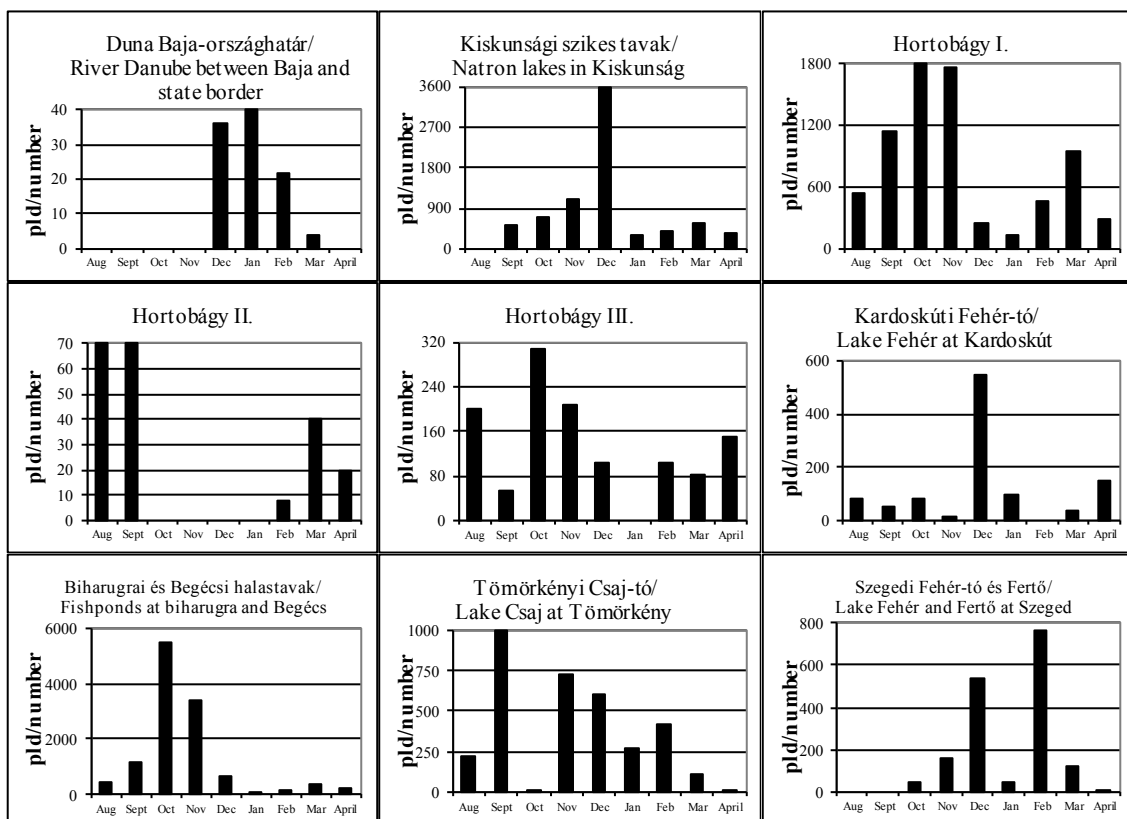 Duna Baja-országhatár/
River Danube between Baja and
state border
pld/number
40
30
20
10
0
Aug Sept Oct Nov Dec Jan Feb Mar April
Kiskunsági szikes tavak/
Natron lakes in Kiskunság
pld/number
3600
2700
1800
900
0
Aug Sept Oct Nov Dec Jan Feb Mar April
Hortobágy I.
pld/number
1800
1200
600
0
Aug Sept Oct Nov Dec Jan Feb Mar April
Hortobágy II.
pld/number
70
60
50
40
30
20
10
0
Aug Sept Oct Nov Dec Jan Feb Mar April
Hortobágy III.
pld/number
320
240
160
80
0
Aug Sept Oct Nov Dec Jan Feb Mar April
Kardoskúti Fehér-tó/
Lake Fehér at Kardoskút
pld/number
600
400
200
0
Aug Sept Oct Nov Dec Jan Feb Mar April
Biharugrai és Begécsi halastavak/
Fishponds at biharugra and Begécs
pld/number
6000
4000
2000
0
Aug Sept Oct Nov Dec Jan Feb Mar April
Tömörkényi Csaj-tó/
Lake Csaj at Tömörkény
pld/number
1000
750
500
250
0
Aug Sept Oct Nov Dec Jan Feb Mar April
Szegedi Fehér-tó és Fertő/
Lake Fehér and Fertő at Szeged
pld/number
800
600
400
200
0
Aug Sept Oct Nov Dec Jan Feb Mar April